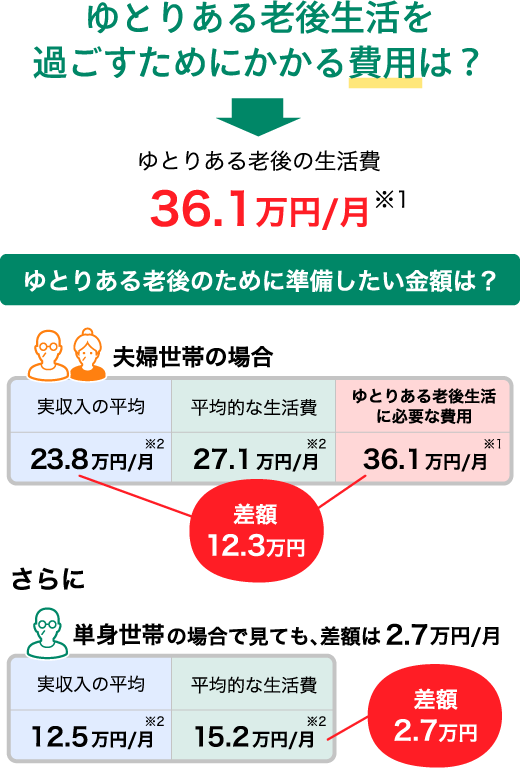 ゆとりある老後生活を
過ごすためにかかる費用は？
ゆとりある老後の生活費
36.1万円/月※1
ゆとりある老後のために準備したい金額は？
夫婦世帯の場合
実収入の平均
23.8万円/月※2
平均的な生活費
27.1万円/月※2
ゆとりある老後生活
に必要な費用
36.1万円/月※1
差額
12.3万円
さらに
単身世帯の場合で見ても、差額は2.7万円/月
実収入の平均
12.5万円/月※2
平均的な生活費
15.2万円/月※2
差額
2.7万円